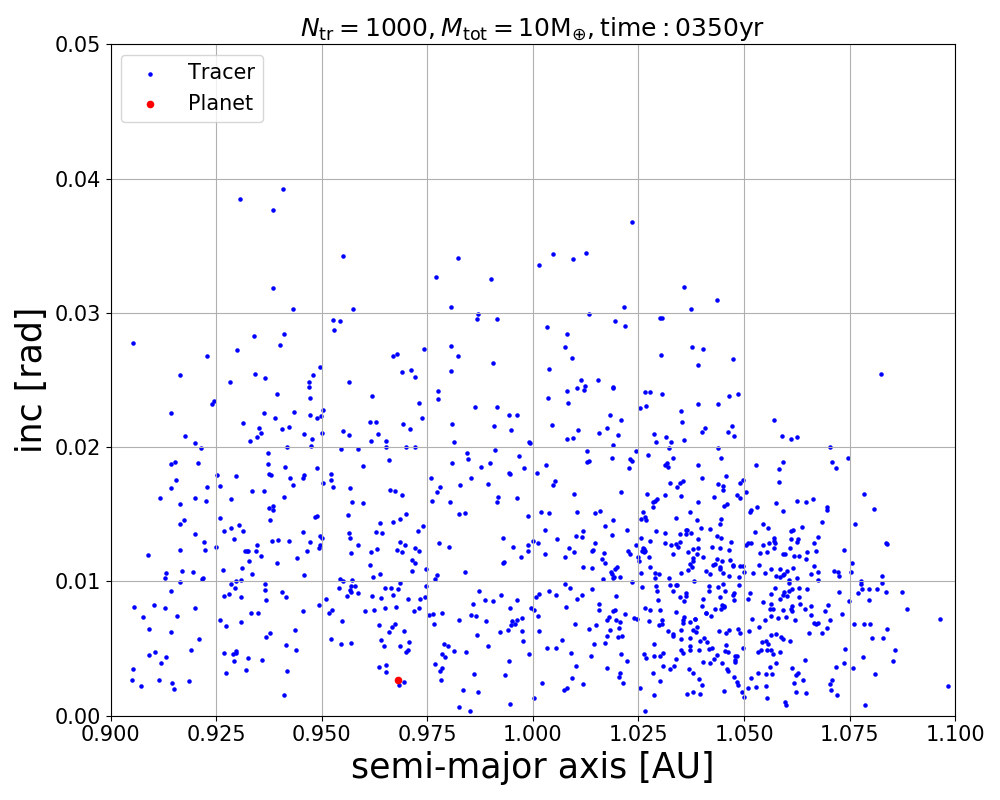 N_tr = 1000, M_tot = 10M_⊕, time : 0350yr
Tracer
Planet
0.05
0.04
0.03
0.02
0.01
0.00
inc [rad]
0.900 0.925 0.950 0.975 1.000 1.025 1.050 1.075 1.100
semi-major axis [AU]